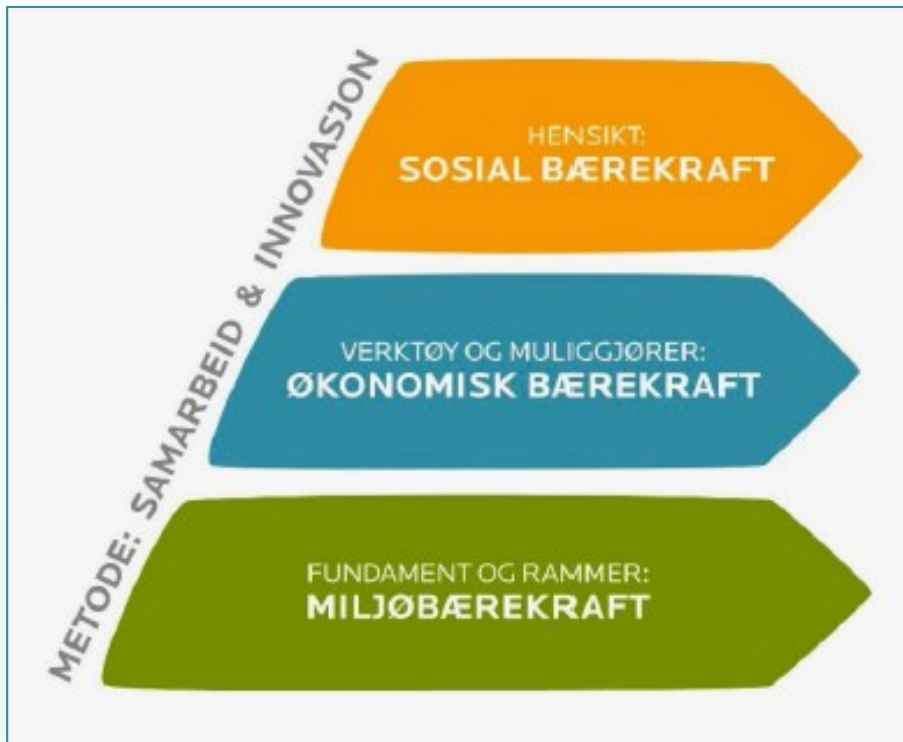 METODE: SAMARBEID & INNOVASJON
HENSIKT:
SOSIAL BÆREKRAFT
VERKTØY OG MULIGGJØRER:
ØKONOMISK BÆREKRAFT
FUNDAMENT OG RAMMER:
MILJØBÆREKRAFT